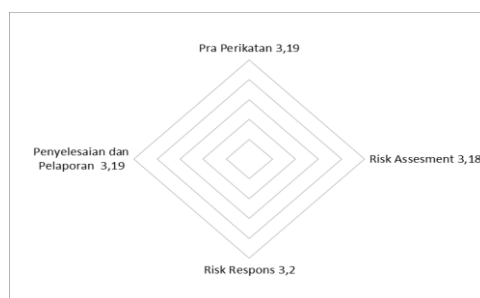 Pra Perikatan 3,19
Penyelesaian dan
Pelaporan 3,19
Risk Assesment 3,18
Risk Respons 3,2